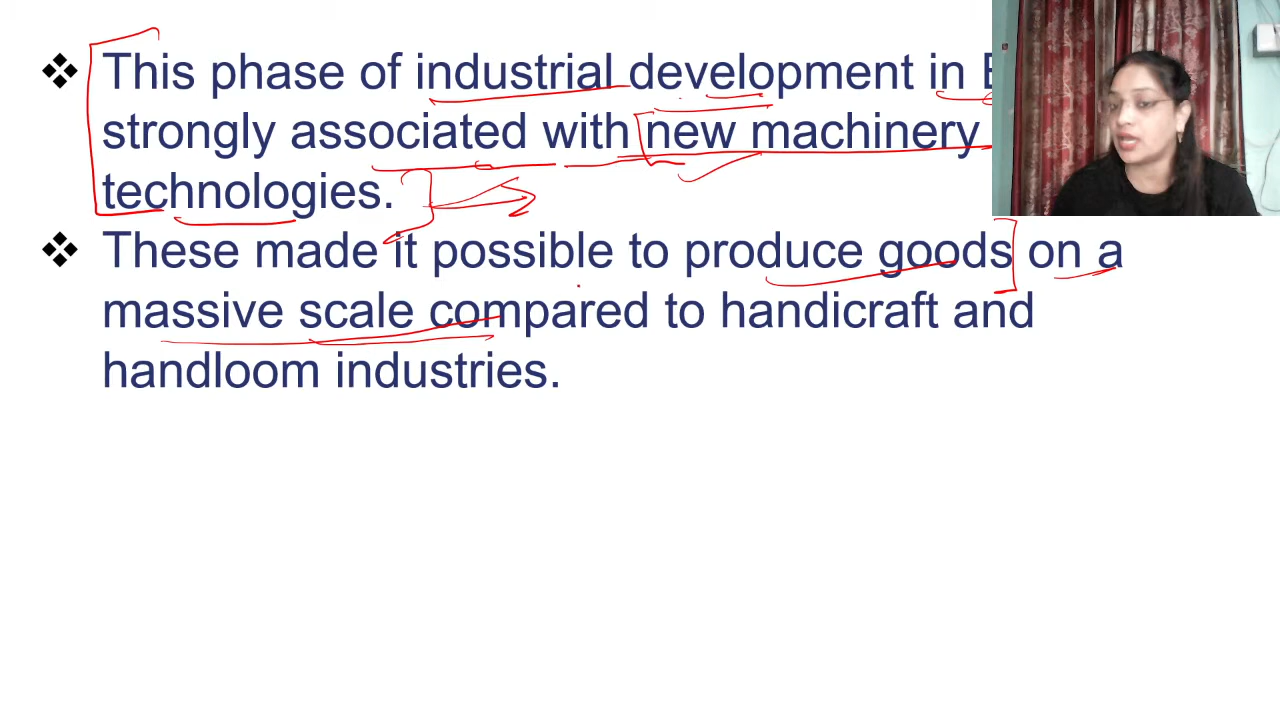 ❖ This phase of industrial development in
strongly associated with new machinery
technologies.
❖ These made it possible to produce goods on a
massive scale compared to handicraft and
handloom industries.